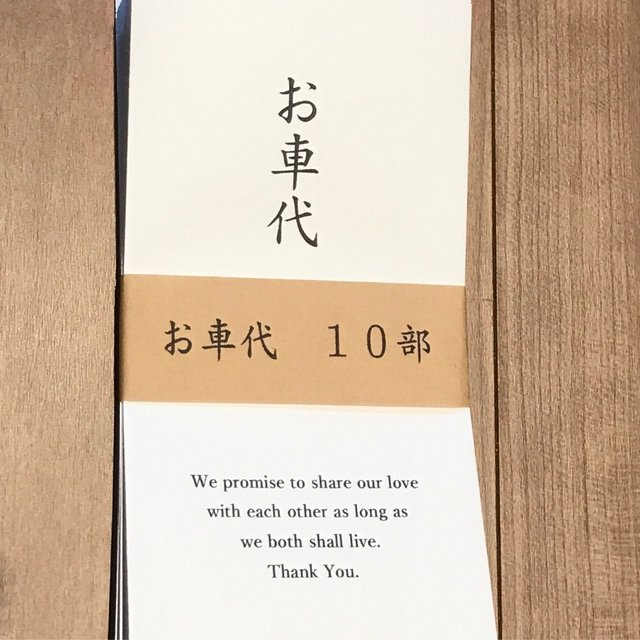 お車代
お車代　１０部
We promise to share our love
with each other as long as
we both shall live.
Thank You.